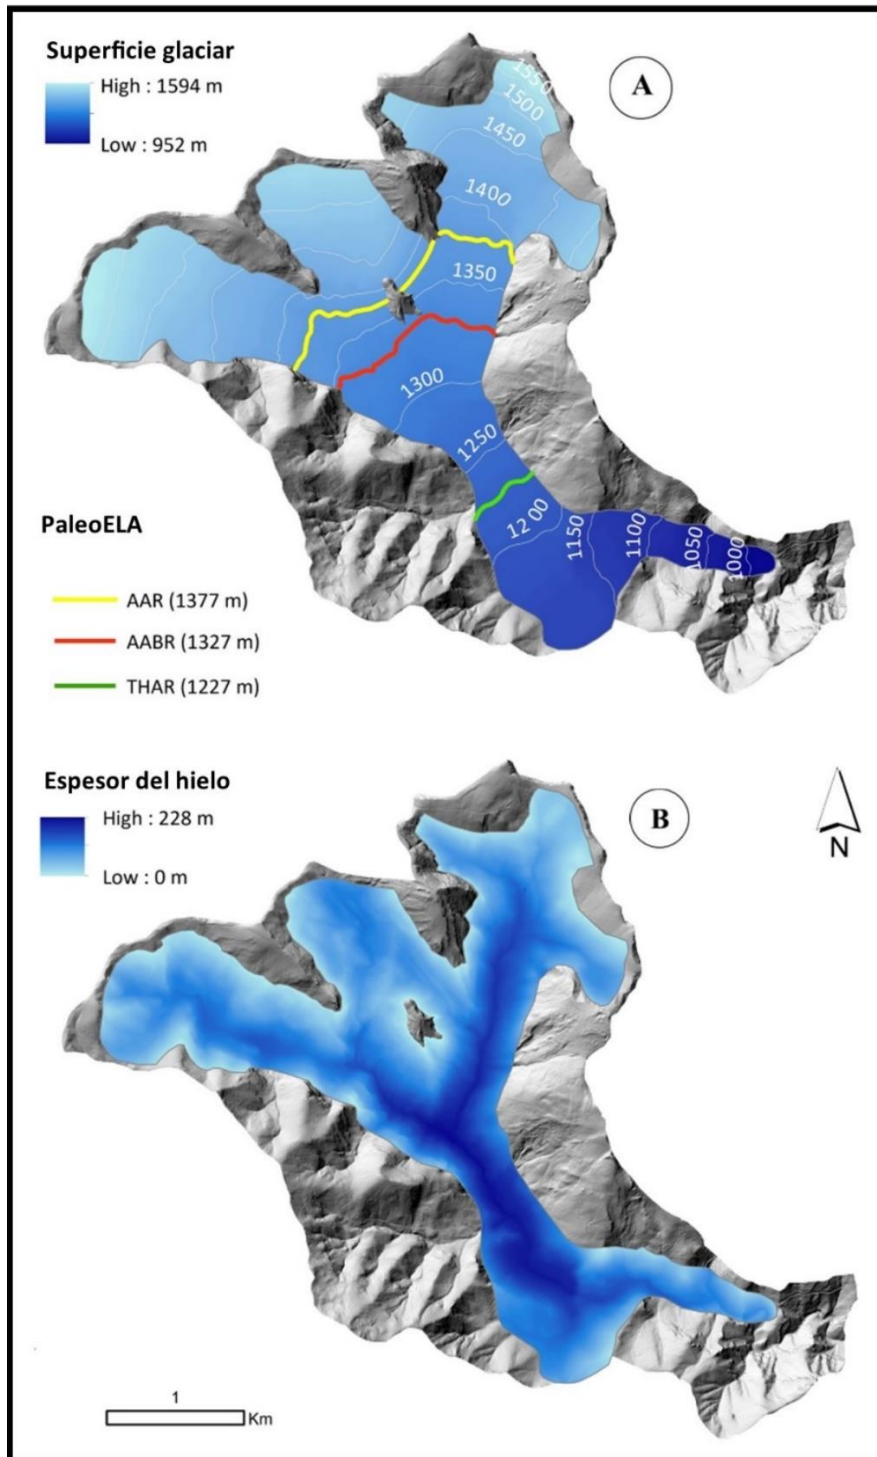 Superficie glaciar
High : 1594 m
Low : 952 m
A
1550
1500
1450
1400
1350
1300
1250
1200
1150
1100
1050
1000
PaleoELA
AAR (1377 m)
AABR (1327 m)
THAR (1227 m)
Espesor del hielo
High : 228 m
Low : 0 m
B
N
1
Km